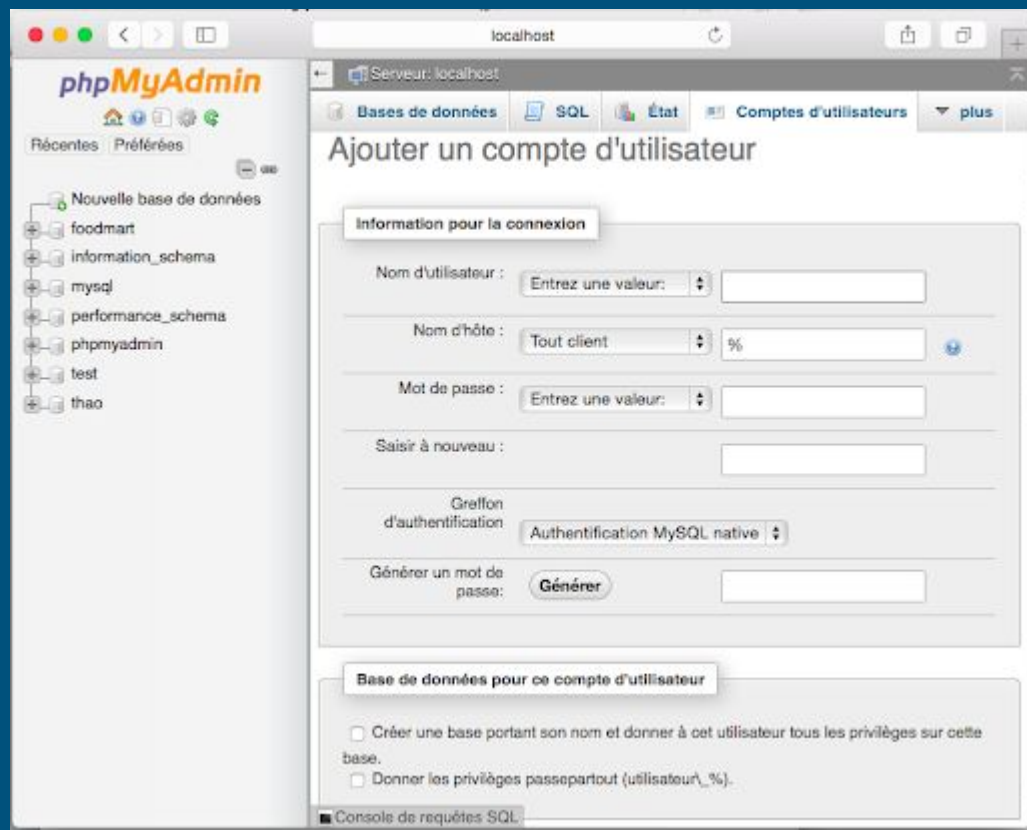 localhost
phpMyAdmin
Récentes Préférées
Nouvelle base de données
foodmart
information_schema
mysql
performance_schema
phpmyadmin
test
thao
Serveur: localhost
Bases de données SQL État Comptes d'utilisateurs plus
Ajouter un compte d'utilisateur
Information pour la connexion
Nom d'utilisateur : Entrez une valeur:
Nom d'hôte : Tout client %
Mot de passe : Entrez une valeur:
Saisir à nouveau :
Greffon
d'authentification
Authentification MySQL native
Générer un mot de
passe:
Générer
Base de données pour ce compte d'utilisateur
Créer une base portant son nom et donner à cet utilisateur tous les privilèges sur cette
base.
Donner les privilèges passepartout (utilisateur\_%).
Console de requêtes SQL